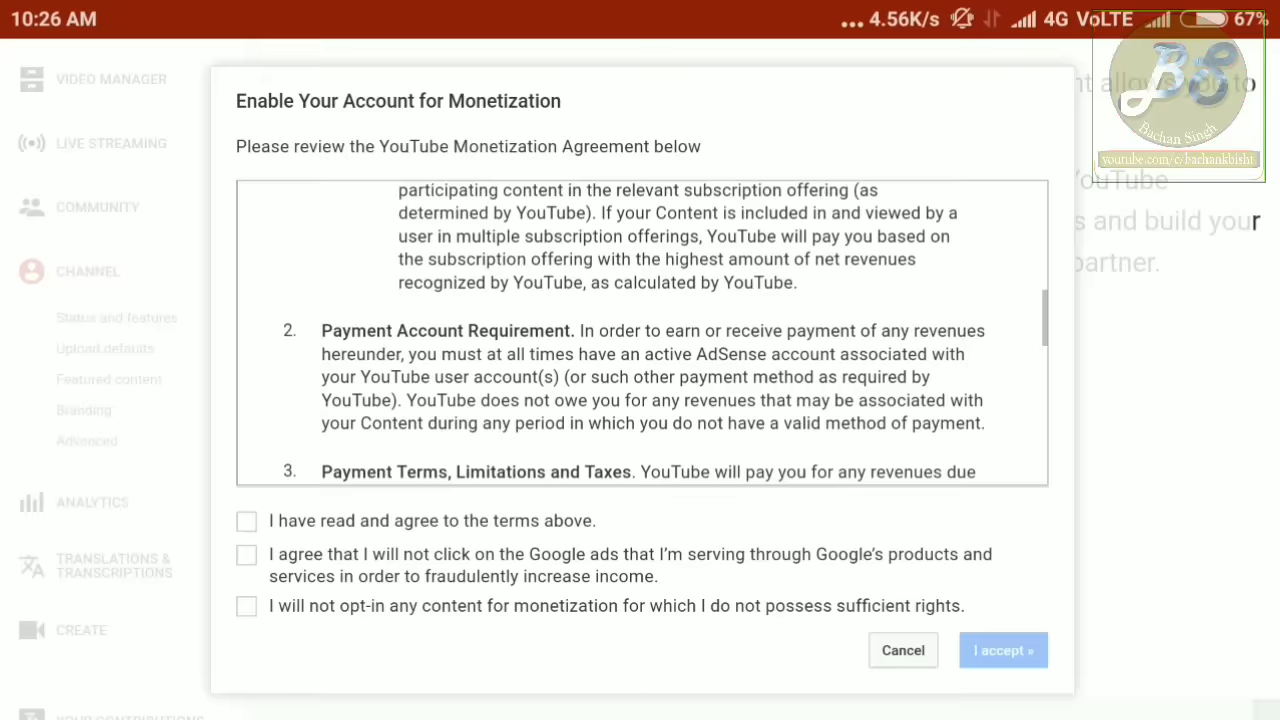 10:26 AM
... 4.56K/s 4G VoLTE 67%
BS
Bachan Singh
youtube.com/c/bachankbisht
VIDEO MANAGER
LIVE STREAMING
COMMUNITY
CHANNEL
Status and features
Upload defaults
Featured content
Branding
Advanced
ANALYTICS
TRANSLATIONS &
TRANSCRIPTIONS
CREATE
YOUR CONTRIBUTIONS
Enable Your Account for Monetization
Please review the YouTube Monetization Agreement below
participating content in the relevant subscription offering (as
determined by YouTube). If your Content is included in and viewed by a
user in multiple subscription offerings, YouTube will pay you based on
the subscription offering with the highest amount of net revenues
recognized by YouTube, as calculated by YouTube.
2. Payment Account Requirement. In order to earn or receive payment of any revenues
hereunder, you must at all times have an active AdSense account associated with
your YouTube user account(s) (or such other payment method as required by
YouTube). YouTube does not owe you for any revenues that may be associated with
your Content during any period in which you do not have a valid method of payment.
3. Payment Terms, Limitations and Taxes. YouTube will pay you for any revenues due
I have read and agree to the terms above.
I agree that I will not click on the Google ads that I'm serving through Google's products and
services in order to fraudulently increase income.
I will not opt-in any content for monetization for which I do not possess sufficient rights.
Cancel
I accept »
allows you to
YouTube
s and build your
partner.